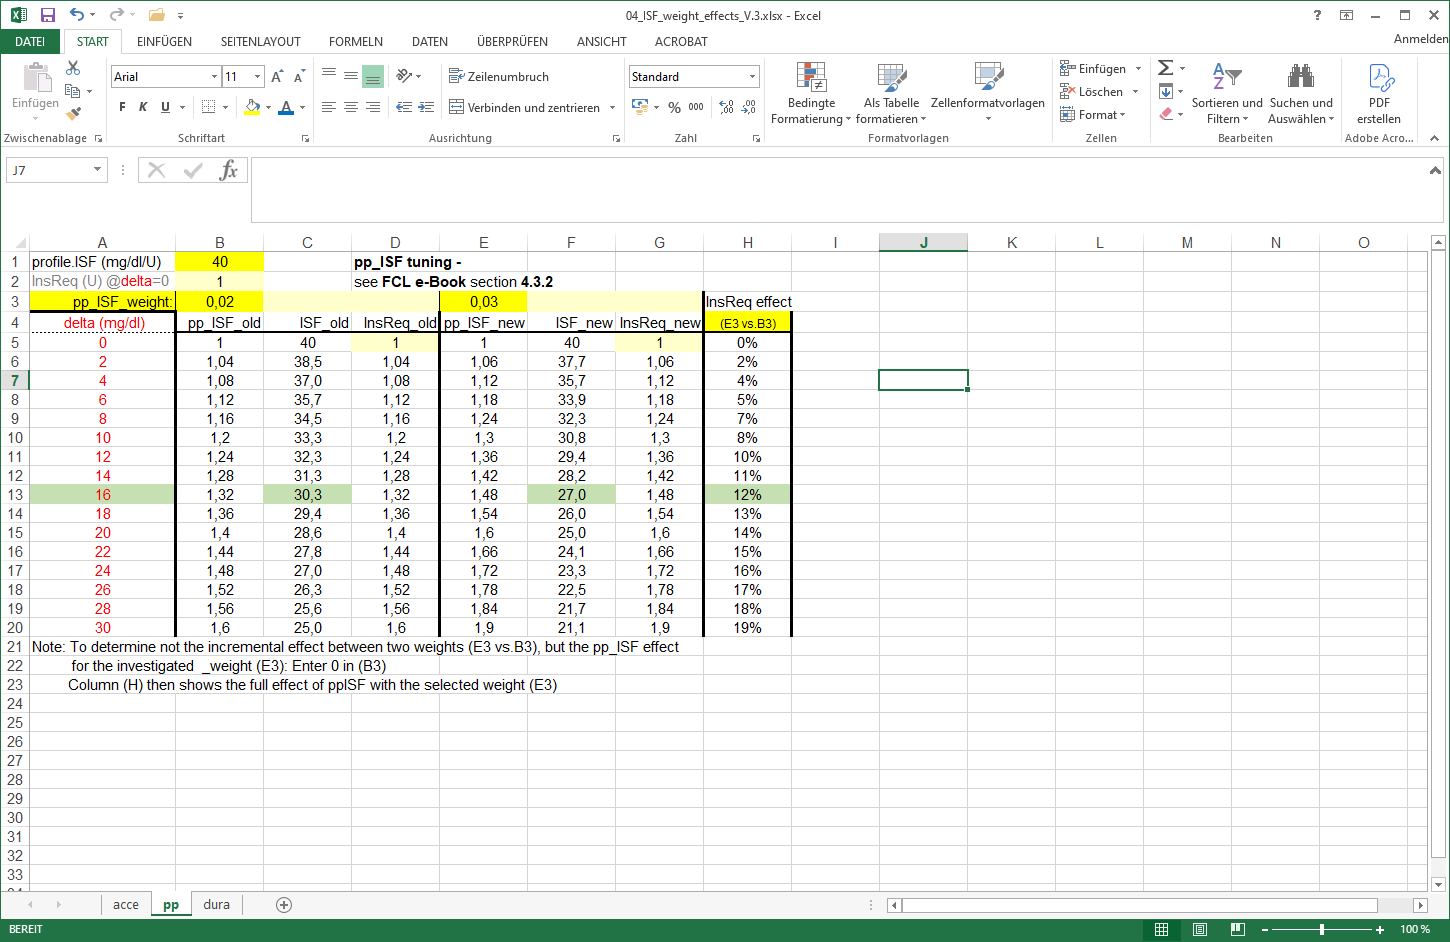 04_ISF_weight_effects_V.3.xlsx - Excel
?
DATEI START EINFÜGEN SEITENLAYOUT FORMELN DATEN ÜBERPRÜFEN ANSICHT ACROBAT Anmelden
Einfügen
Zwischenablage
Arial 11 A A
F K U A
Schriftart
Zeilenumbruch
Verbinden und zentrieren
Ausrichtung
Standard
% 000 ,00 ,00
Zahl
Bedingte Formatierung
Als Tabelle formatieren
Zellenformatvorlagen
Formatvorlagen
Einfügen
Löschen
Format
Zellen
Σ
Sortieren und Filtern
Suchen und Auswählen
Bearbeiten
PDF erstellen
Adobe Acro...
J7 fx
A B C D E F G H I J K L M N O
1 profile.ISF (mg/dl/U) 40 pp_ISF tuning -
2 InsReq (U) @delta=0 1 see FCL e-Book section 4.3.2
3 pp_ISF_weight: 0,02 0,03 InsReq effect
4 delta (mg/dl) pp_ISF_old ISF_old InsReq_old pp_ISF_new ISF_new InsReq_new (E3 vs.B3)
5 0 1 40 1 1 40 1 0%
6 2 1,04 38,5 1,04 1,06 37,7 1,06 2%
7 4 1,08 37,0 1,08 1,12 35,7 1,12 4%
8 6 1,12 35,7 1,12 1,18 33,9 1,18 5%
9 8 1,16 34,5 1,16 1,24 32,3 1,24 7%
10 10 1,2 33,3 1,2 1,3 30,8 1,3 8%
11 12 1,24 32,3 1,24 1,36 29,4 1,36 10%
12 14 1,28 31,3 1,28 1,42 28,2 1,42 11%
13 16 1,32 30,3 1,32 1,48 27,0 1,48 12%
14 18 1,36 29,4 1,36 1,54 26,0 1,54 13%
15 20 1,4 28,6 1,4 1,6 25,0 1,6 14%
16 22 1,44 27,8 1,44 1,66 24,1 1,66 15%
17 24 1,48 27,0 1,48 1,72 23,3 1,72 16%
18 26 1,52 26,3 1,52 1,78 22,5 1,78 17%
19 28 1,56 25,6 1,56 1,84 21,7 1,84 18%
20 30 1,6 25,0 1,6 1,9 21,1 1,9 19%
21 Note: To determine not the incremental effect between two weights (E3 vs.B3), but the pp_ISF effect
22 for the investigated _weight (E3): Enter 0 in (B3)
23 Column (H) then shows the full effect of ppISF with the selected weight (E3)
24
25
26
27
28
29
30
31
32
33
acce pp dura
BEREIT 100 %